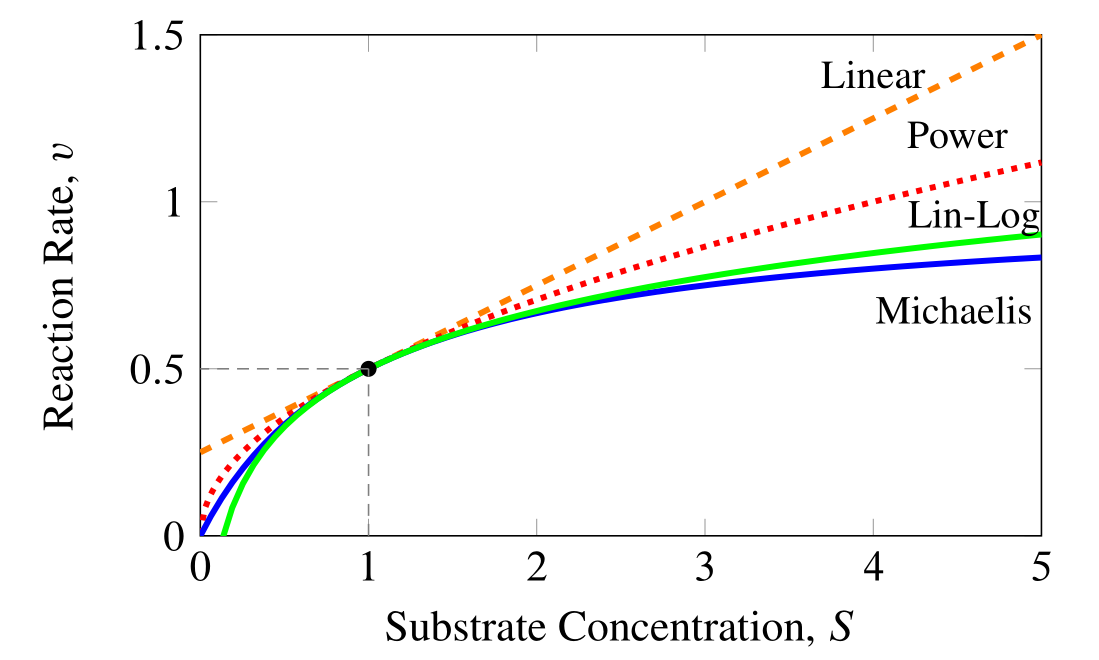 1.5
Linear
Power
1
Lin-Log
Michaelis
0.5
0
0 1 2 3 4 5
Reaction Rate, v
Substrate Concentration, S